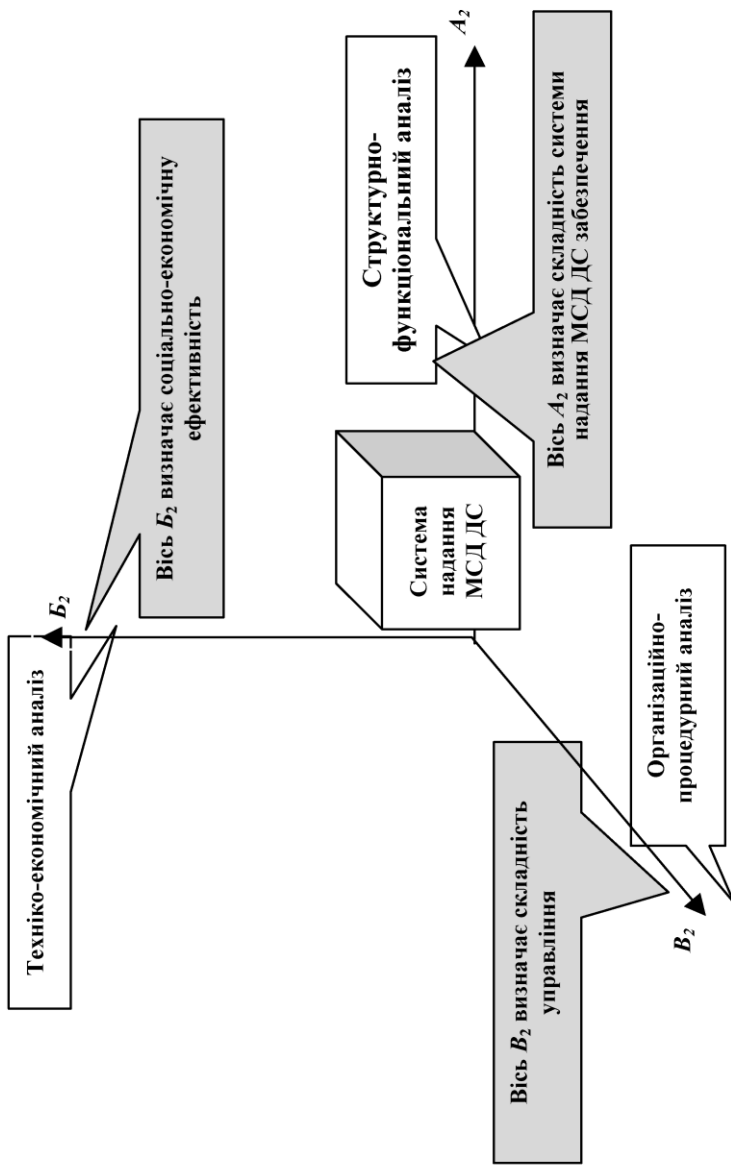 Техніко-економічний аналіз
Б2
Вісь Б2 визначає соціально-економічну
ефективність
Структурно-
функціональний аналіз
А2
Система
надання
МСД ДС
Вісь А2 визначає складність системи
надання МСД ДС забезпечення
Вісь В2 визначає складність
управління
Організаційно-
процедурний аналіз
В2